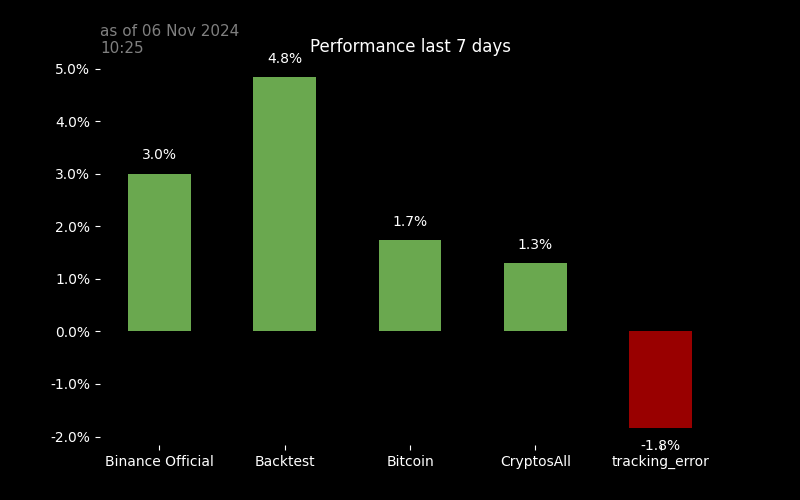 as of 06 Nov 2024
10:25
Performance last 7 days
5.0%
4.0%
3.0%
2.0%
1.0%
0.0%
-1.0%
-2.0%
3.0%
4.8%
1.7%
1.3%
-1.8%
Binance Official
Backtest
Bitcoin
CryptosAll
tracking_error